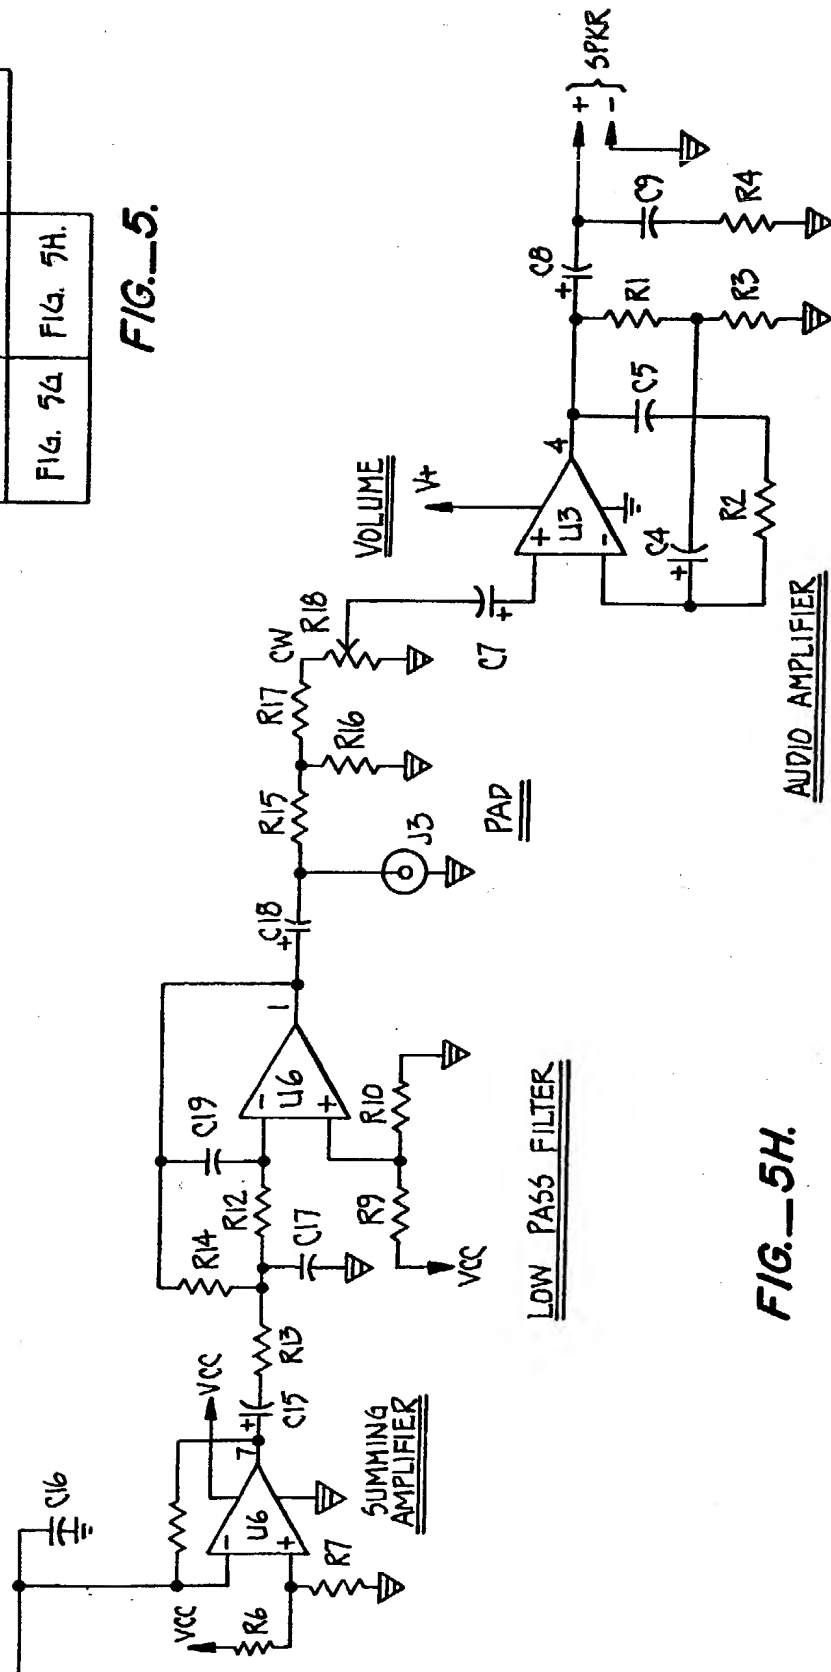 FIG. 5G
FIG. 5H.
FIG._5.
VCC
C16
R6
R7
-
U6
+
7
VCC
SUMMING
AMPLIFIER
+
C15
R13
R14
R12
C17
C19
-
U6
+
1
R9
R10
VCC
LOW PASS FILTER
+
C18
J3
R15
R16
R17
PAD
CW
R18
VOLUME
V+
C7
+
+
U3
-
4
C4
+
R2
C5
R1
R3
+
C8
C9
R4
+
-
SPKR
AUDIO AMPLIFIER
FIG._5H.